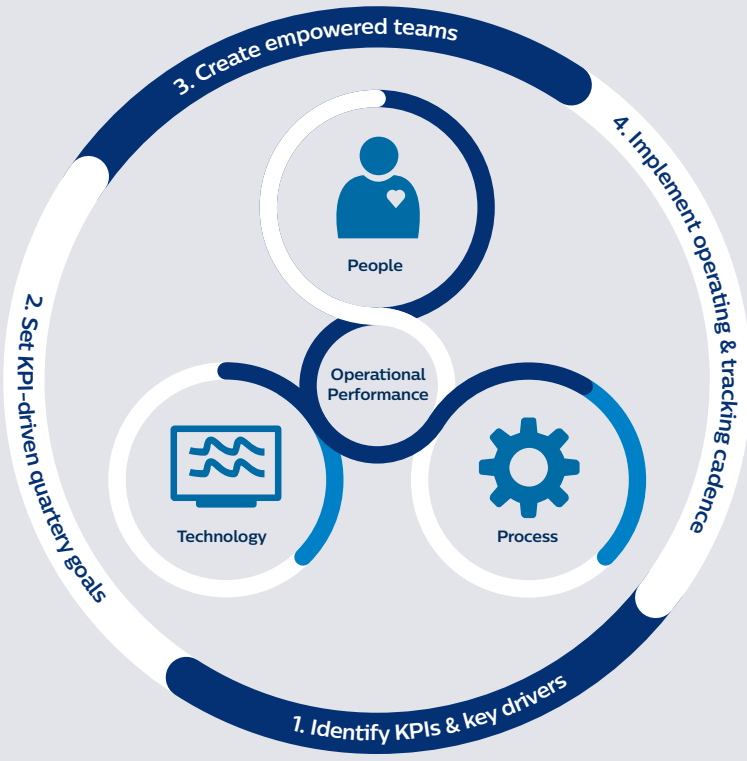 3. Create empowered teams
4. Implement operating & tracking cadence
People
2. Set KPI-driven quartery goals
Operational
Performance
Technology
Process
1. Identify KPIs & key drivers